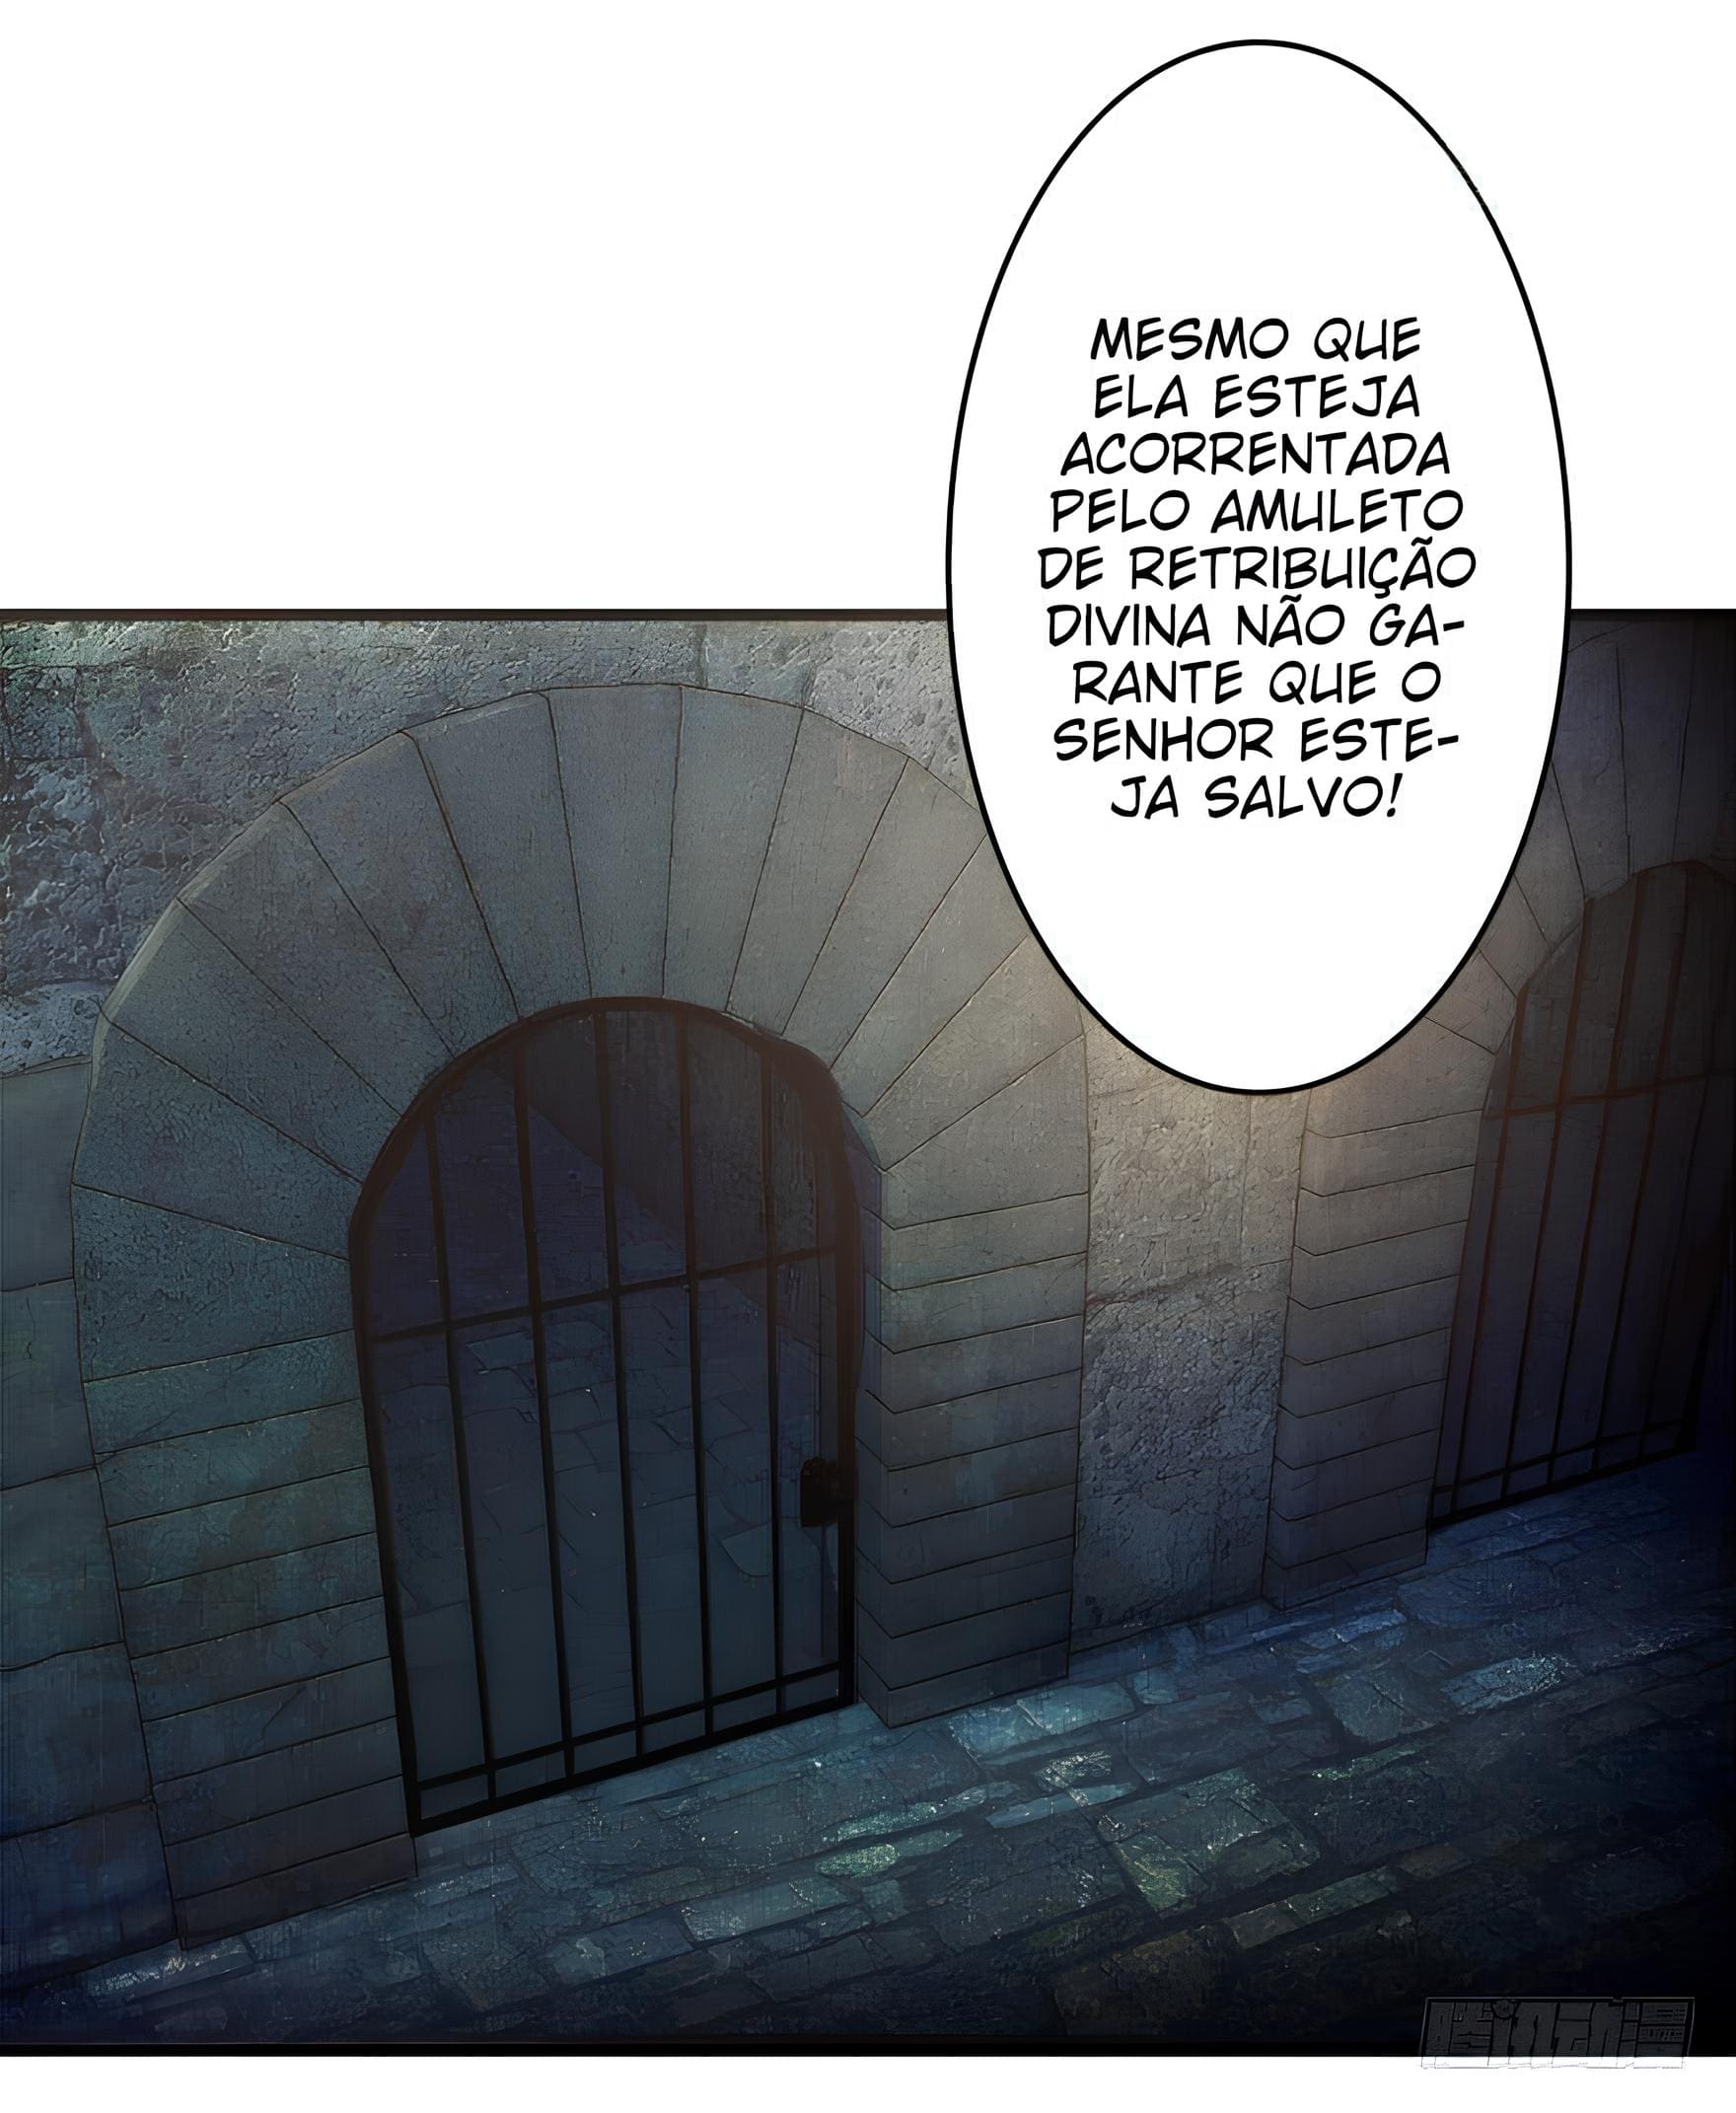 MESMO QUE
ELA ESTEJA
ACORRENTADA
PELO AMULETO
DE RETRIBUIÇÃO
DIVINA NÃO GA-
RANTE QUE O
SENHOR ESTE-
JA SALVO!